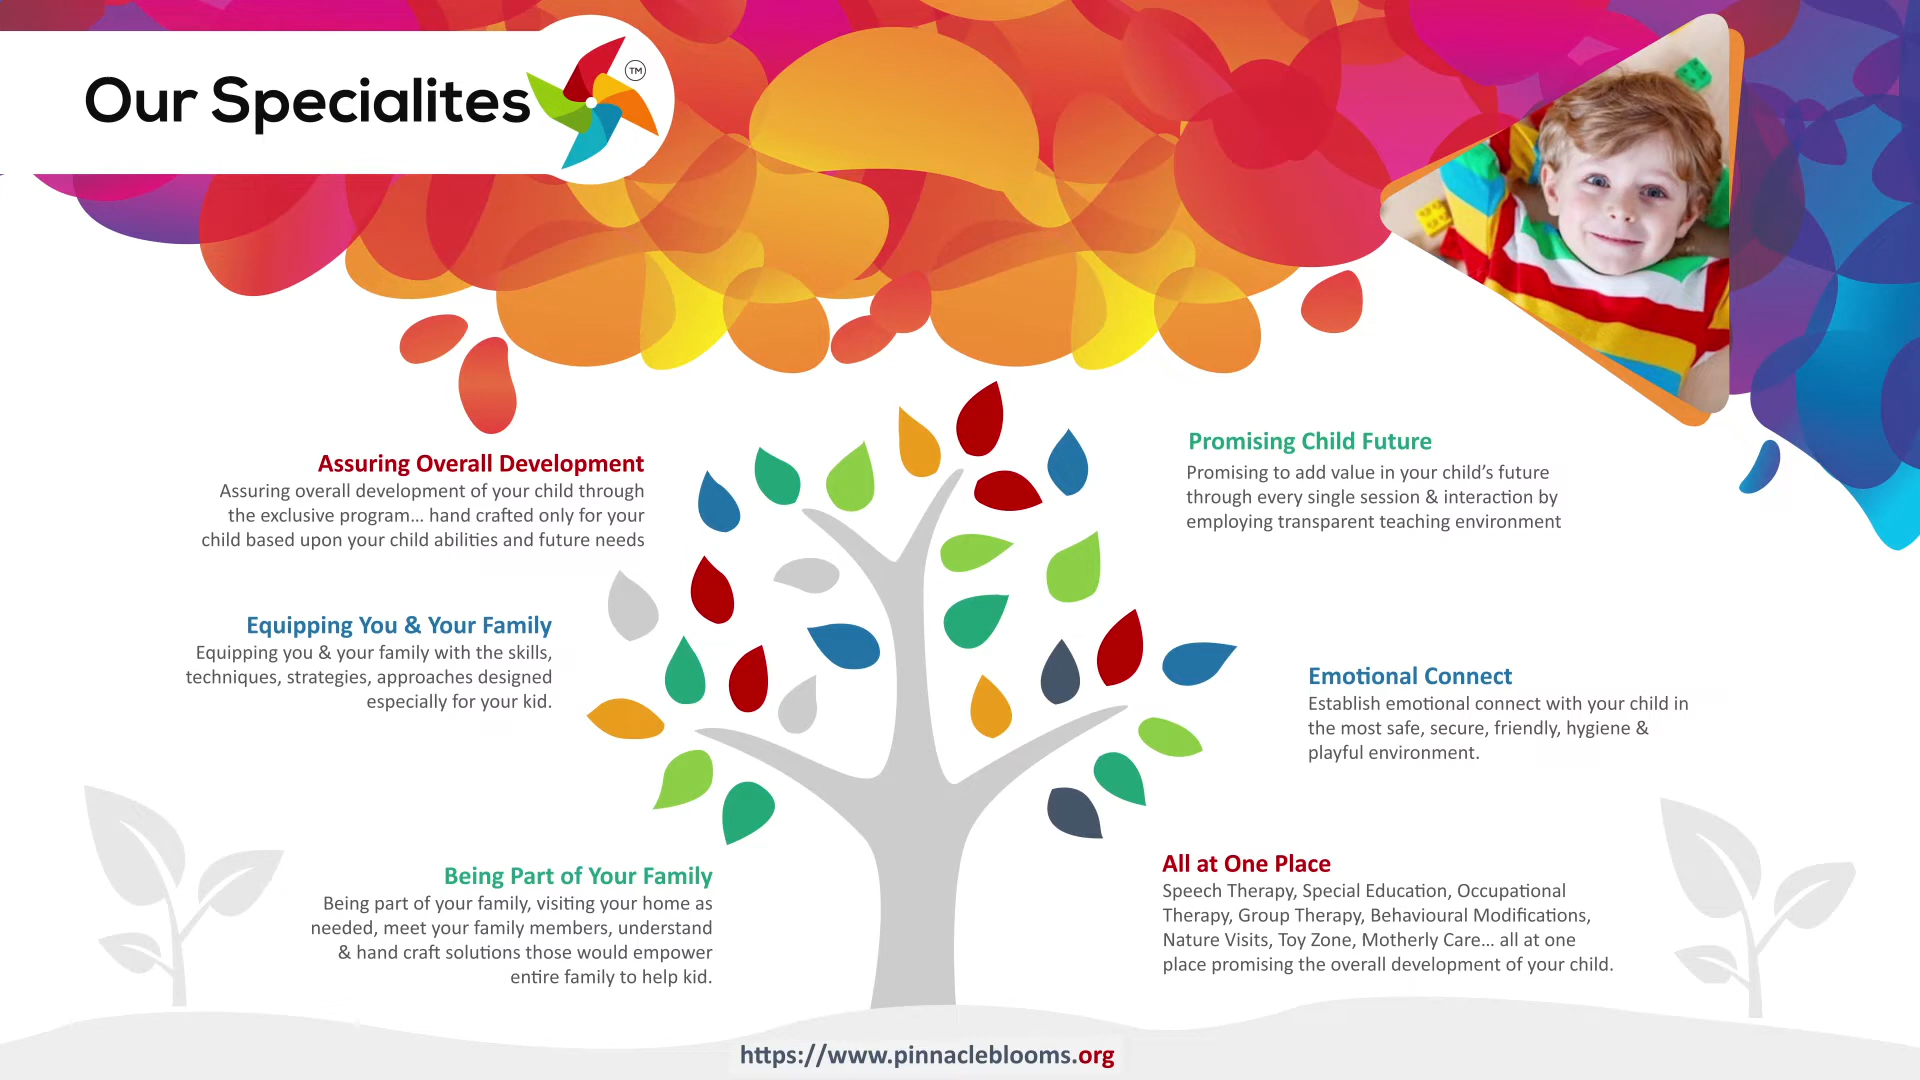 Our Specialites
TM
Assuring Overall Development
Assuring overall development of your child through
the exclusive program... hand crafted only for your
child based upon your child abilities and future needs
Equipping You & Your Family
Equipping you & your family with the skills,
techniques, strategies, approaches designed
especially for your kid.
Being Part of Your Family
Being part of your family, visiting your home as
needed, meet your family members, understand
& hand craft solutions those would empower
entire family to help kid.
Promising Child Future
Promising to add value in your child’s future
through every single session & interaction by
employing transparent teaching environment
Emotional Connect
Establish emotional connect with your child in
the most safe, secure, friendly, hygiene &
playful environment.
All at One Place
Speech Therapy, Special Education, Occupational
Therapy, Group Therapy, Behavioural Modifications,
Nature Visits, Toy Zone, Motherly Care... all at one
place promising the overall development of your child.
https://www.pinnacleblooms.org